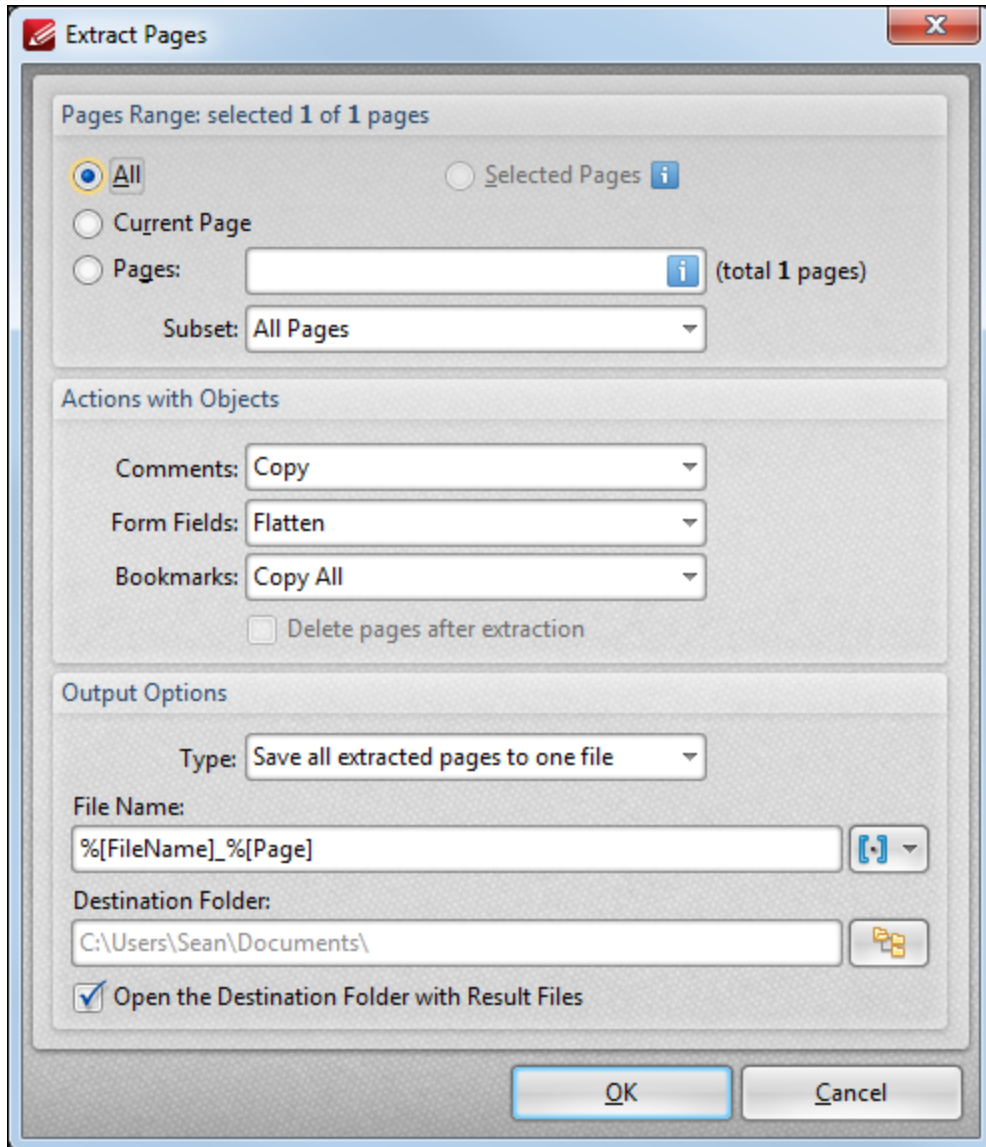 Extract Pages
Pages Range: selected 1 of 1 pages
All
Selected Pages
Current Page
Pages:
(total 1 pages)
Subset: All Pages
Actions with Objects
Comments: Copy
Form Fields: Flatten
Bookmarks: Copy All
Delete pages after extraction
Output Options
Type: Save all extracted pages to one file
File Name:
%[FileName]_%[Page]
Destination Folder:
C:\Users\Sean\Documents\
Open the Destination Folder with Result Files
OK
Cancel